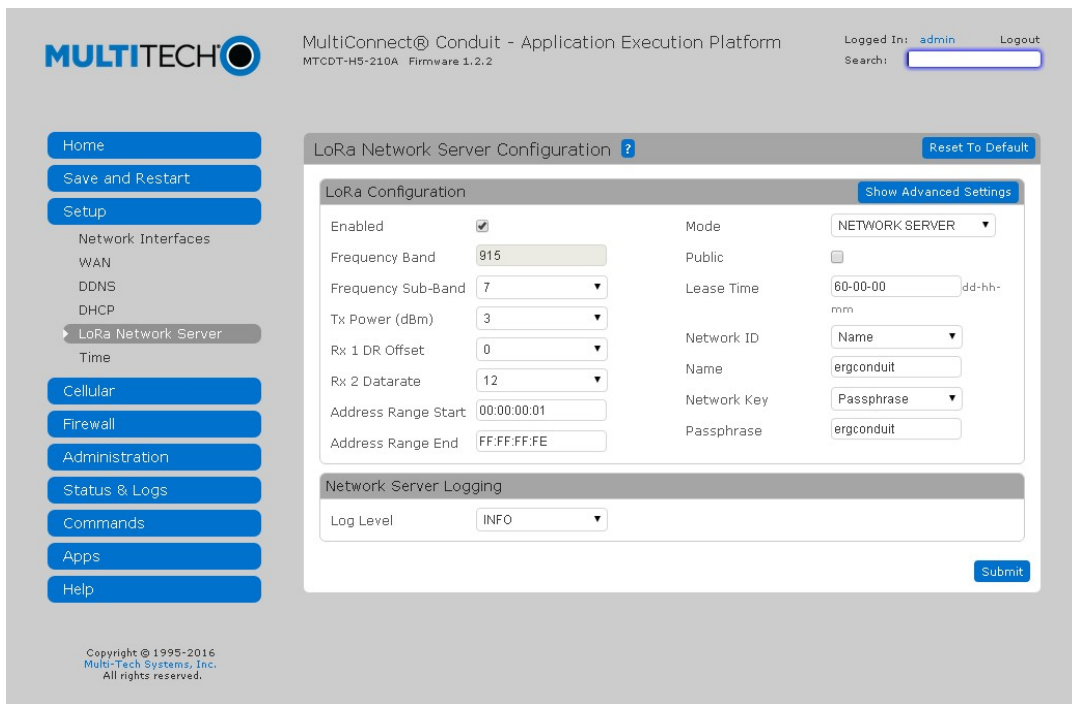 MULTITECH
MultiConnect® Conduit - Application Execution Platform
MTCDT-H5-210A Firmware 1.2.2
Logged In: admin Logout
Search:
Home
Save and Restart
Setup
Network Interfaces
WAN
DDNS
DHCP
LoRa Network Server
Time
Cellular
Firewall
Administration
Status & Logs
Commands
Apps
Help
Copyright © 1995-2016
Multi-Tech Systems, Inc.
All rights reserved.
LoRa Network Server Configuration ? Reset To Default
LoRa Configuration Show Advanced Settings
Enabled
Frequency Band 915
Frequency Sub-Band 7
Tx Power (dBm) 3
Rx 1 DR Offset 0
Rx 2 Datarate 12
Address Range Start 00:00:00:01
Address Range End FF:FF:FF:FE
Mode NETWORK SERVER
Public
Lease Time 60-00-00 dd-hh-
mm
Network ID Name
Name ergconduit
Network Key Passphrase
Passphrase ergconduit
Network Server Logging
Log Level INFO
Submit